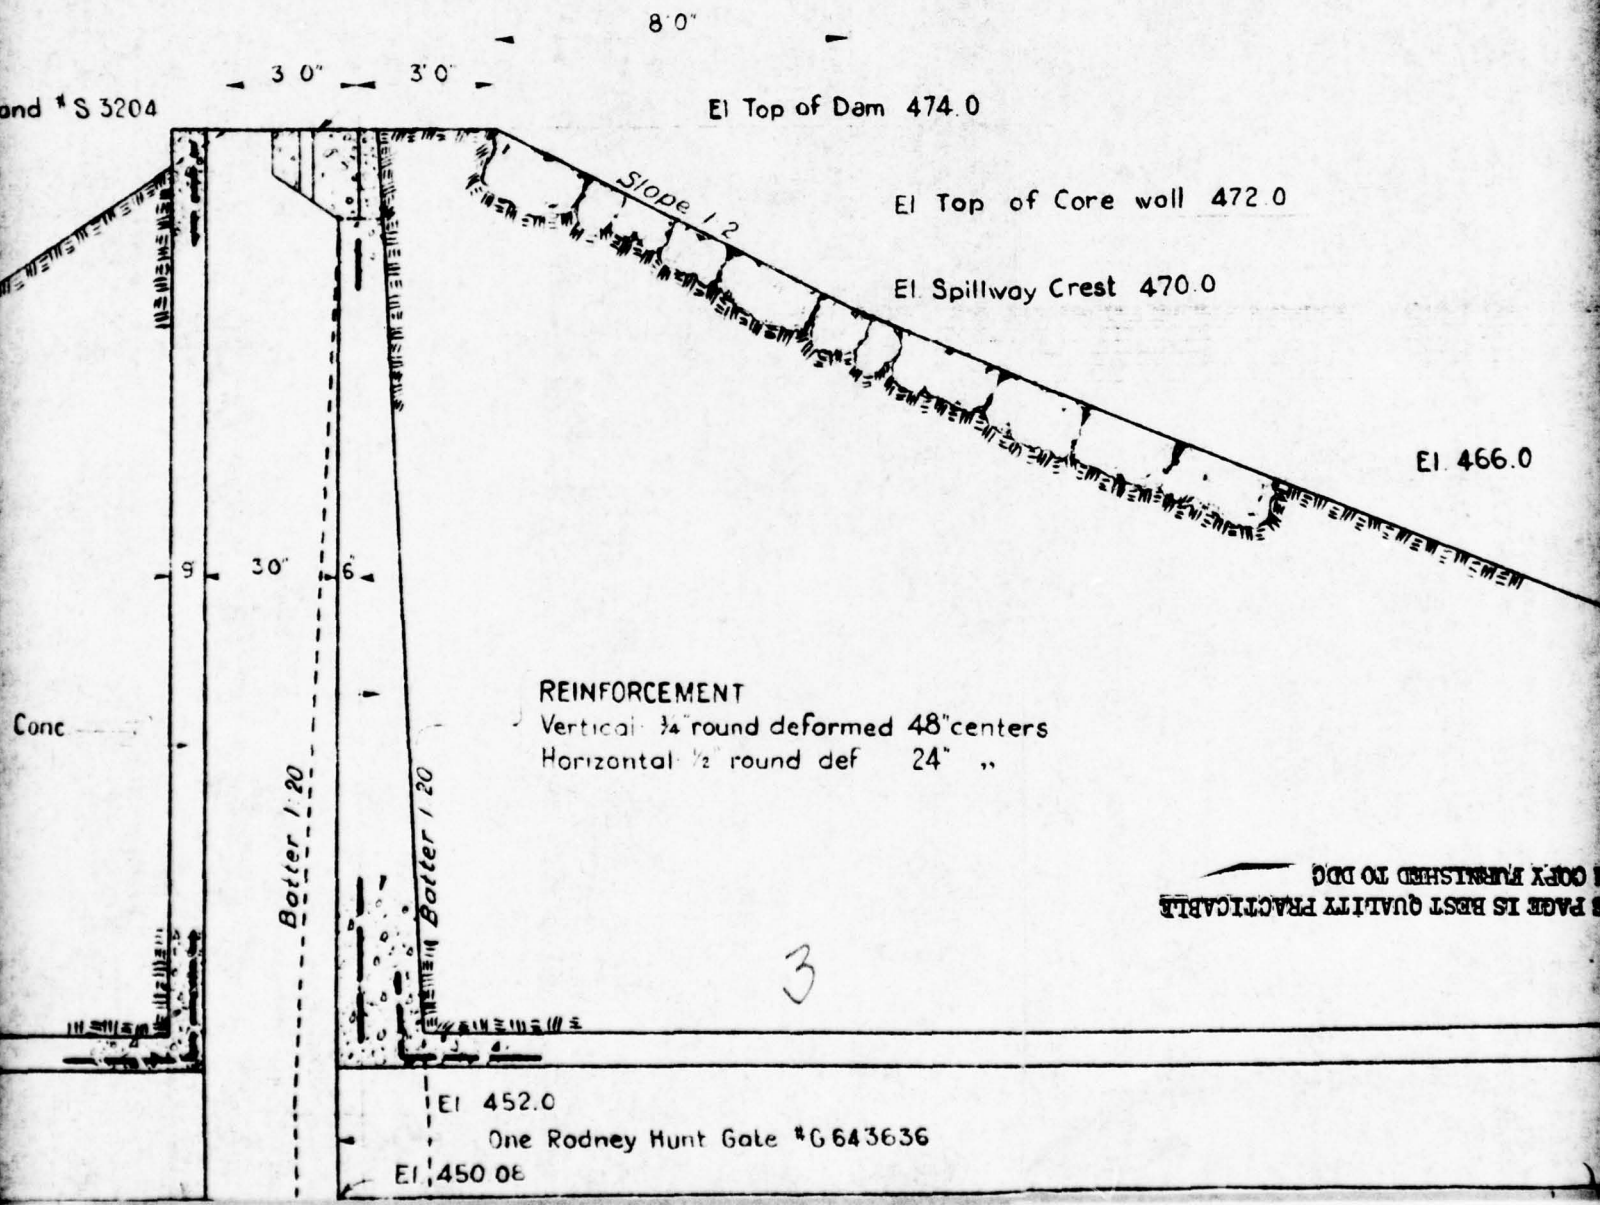 8'0"
3'0" 3'0"
and #S 3204
El Top of Dam 474.0
Slope 1:2
El Top of Core wall 472.0
El. Spillway Crest 470.0
El. 466.0
9" 3'0" 6"
REINFORCEMENT
Vertical ¾" round deformed 48" centers
Horizontal ½" round def 24" "
Conc
Batter 1:20
Batter 1:20
PAGE IS BEST QUALITY PRACTICABLE
COPY FURNISHED TO DDC
3
El 452.0
One Rodney Hunt Gate #G643636
El. 450.08